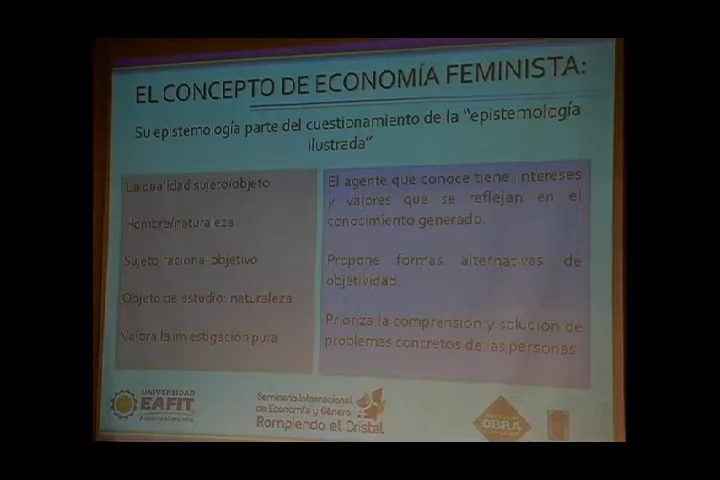 EL CONCEPTO DE ECONOMÍA FEMINISTA:
Su epistemología parte del cuestionamiento de la "epistemología
ilustrada"
La dualidad sujeto/objeto
Hombre/naturaleza
Sujeto racional objetivo
Objeto de estudio: naturaleza
Valora la investigación pura
El agente que conoce tiene intereses
y valores que se reflejan en el
conocimiento generado.
Propone formas alternativas de
objetividad.
Prioriza la comprensión y solución de
problemas concretos de las personas
UNIVERSIDAD
EAFIT
Seminario Internacional
de Economía y Género
Rompiendo el Cristal
OBRA